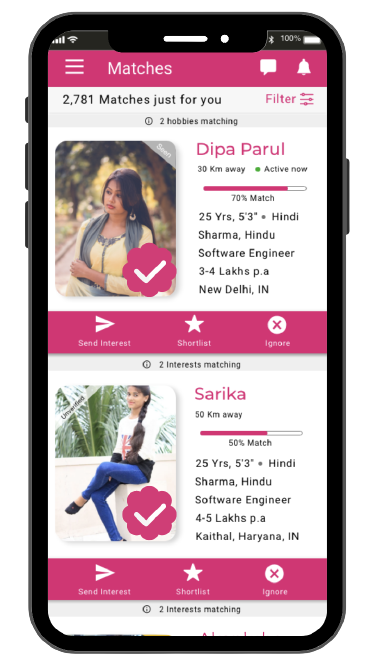 100%
Matches
2,781 Matches just for you
Filter
2 hobbies matching
Seen
Dipa Parul
30 Km away • Active now
70% Match
25 Yrs, 5'3" • Hindi
Sharma, Hindu
Software Engineer
3-4 Lakhs p.a
New Delhi, IN
Send Interest
Shortlist
Ignore
2 Interests matching
Unverified
Sarika
50 Km away
50% Match
25 Yrs, 5'3" • Hindi
Sharma, Hindu
Software Engineer
4-5 Lakhs p.a
Kaithal, Haryana, IN
Send Interest
Shortlist
Ignore
2 Interests matching